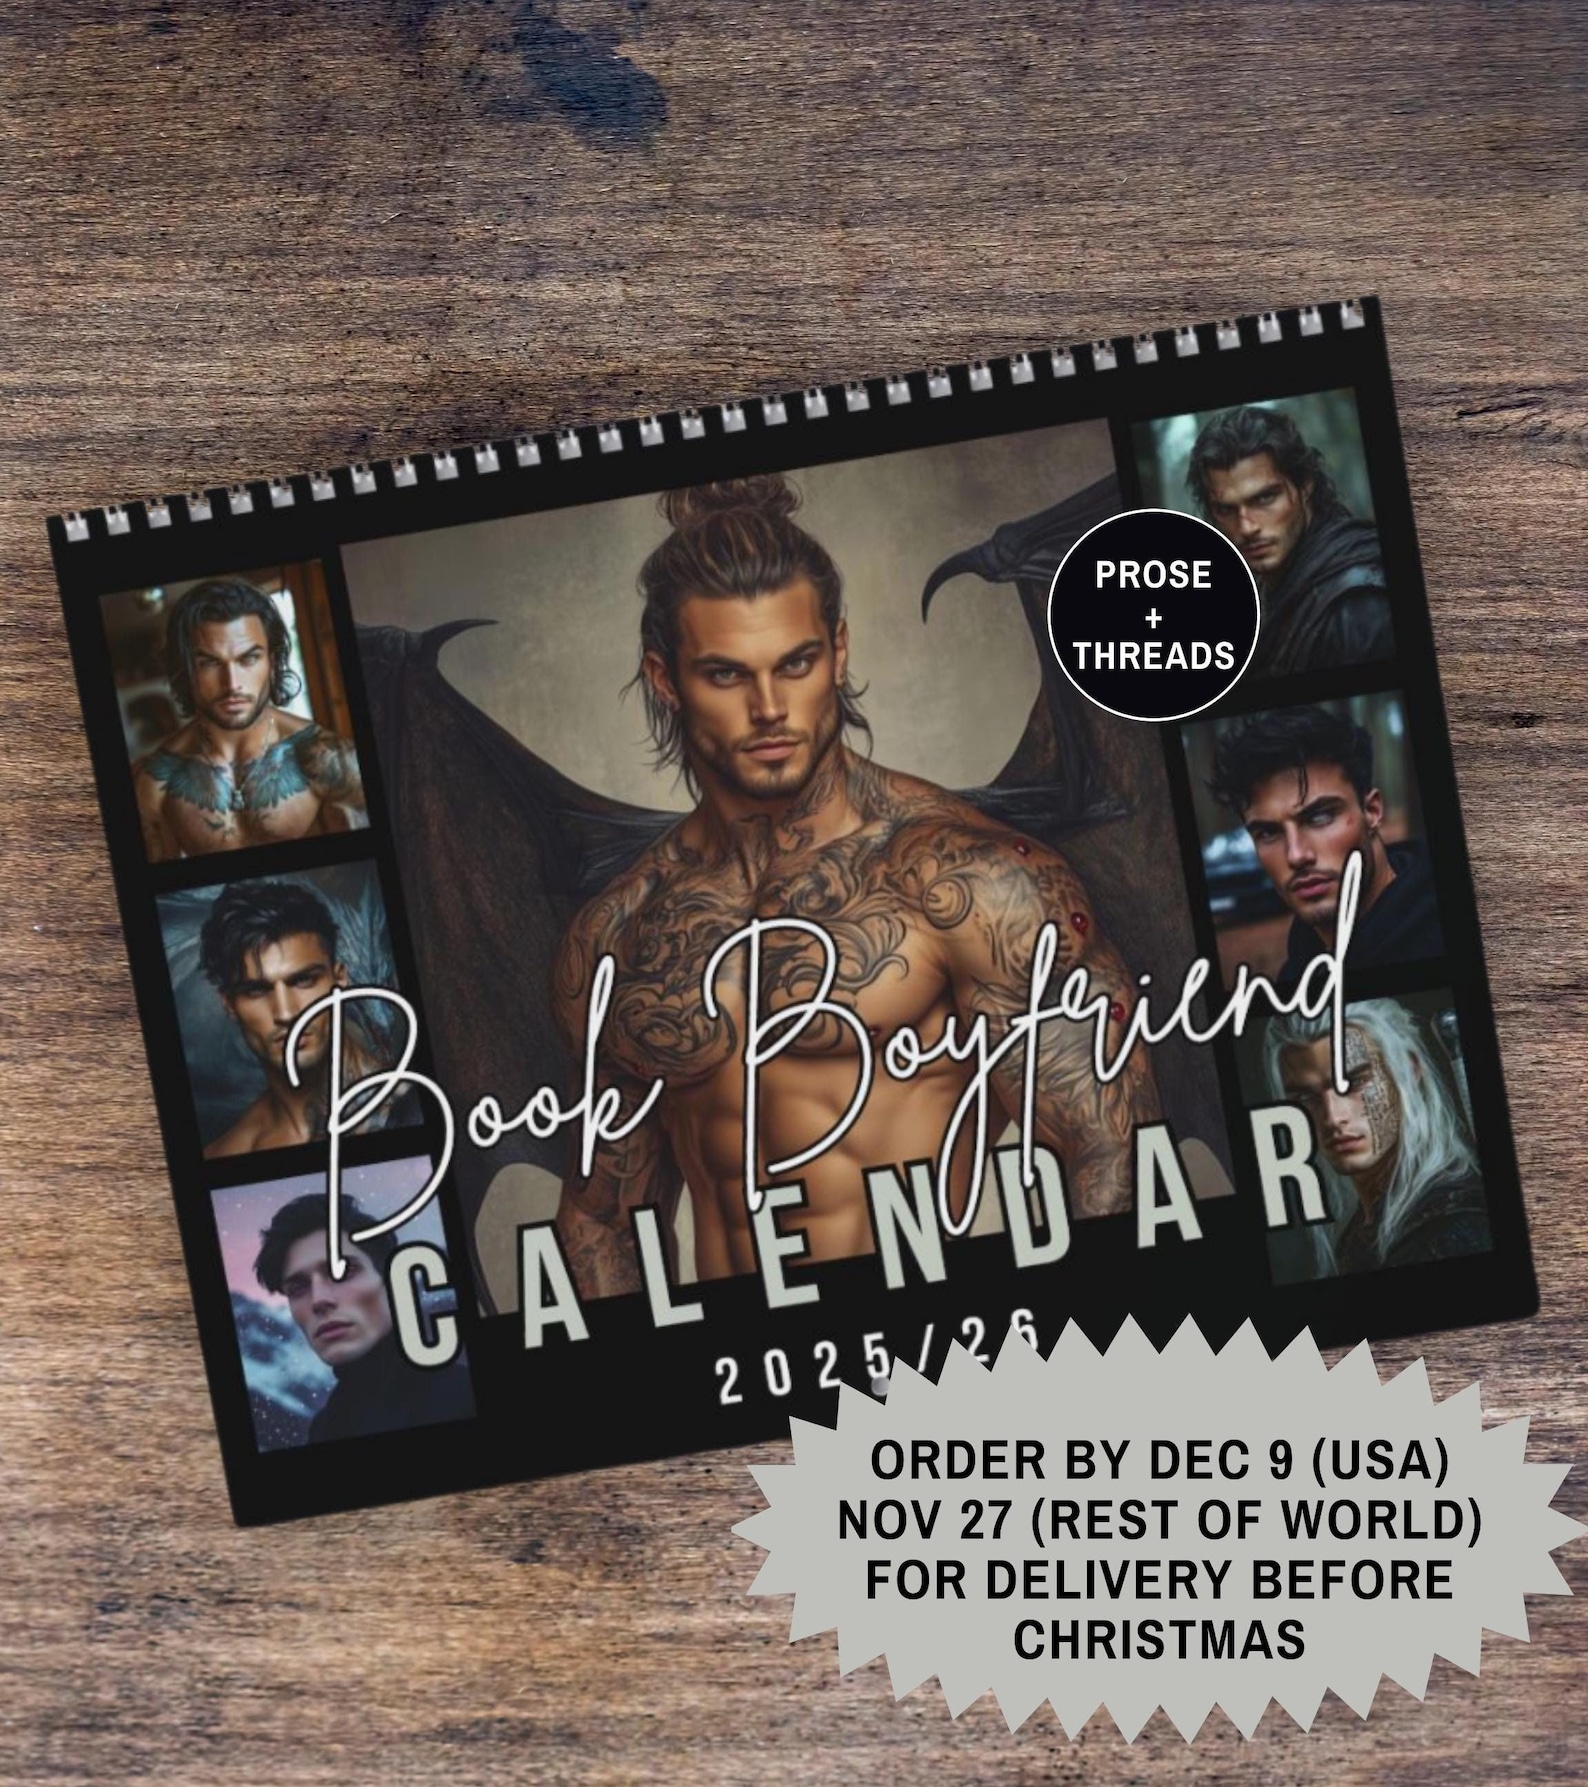 PROSE
+
THREADS
Book Boyfriend
CALENDAR
2025/26
ORDER BY DEC 9 (USA)
NOV 27 (REST OF WORLD)
FOR DELIVERY BEFORE
CHRISTMAS